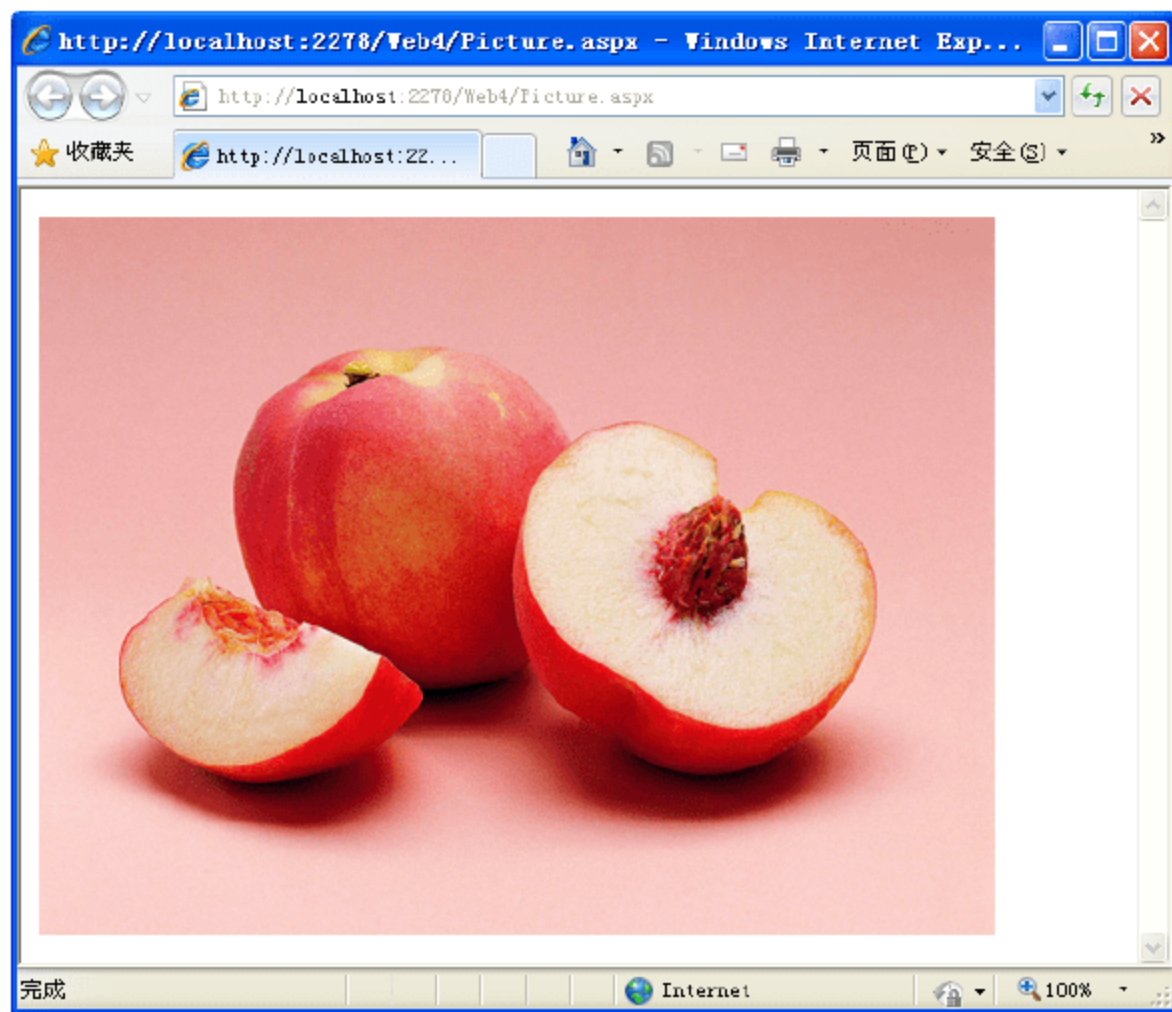 http://localhost:2278/Web4/Picture.aspx - Windows Internet Exp...
http://localhost:2278/Web4/Picture.aspx
收藏夹 http://localhost:22... 页面(P) 安全(S) »
完成 Internet 100%